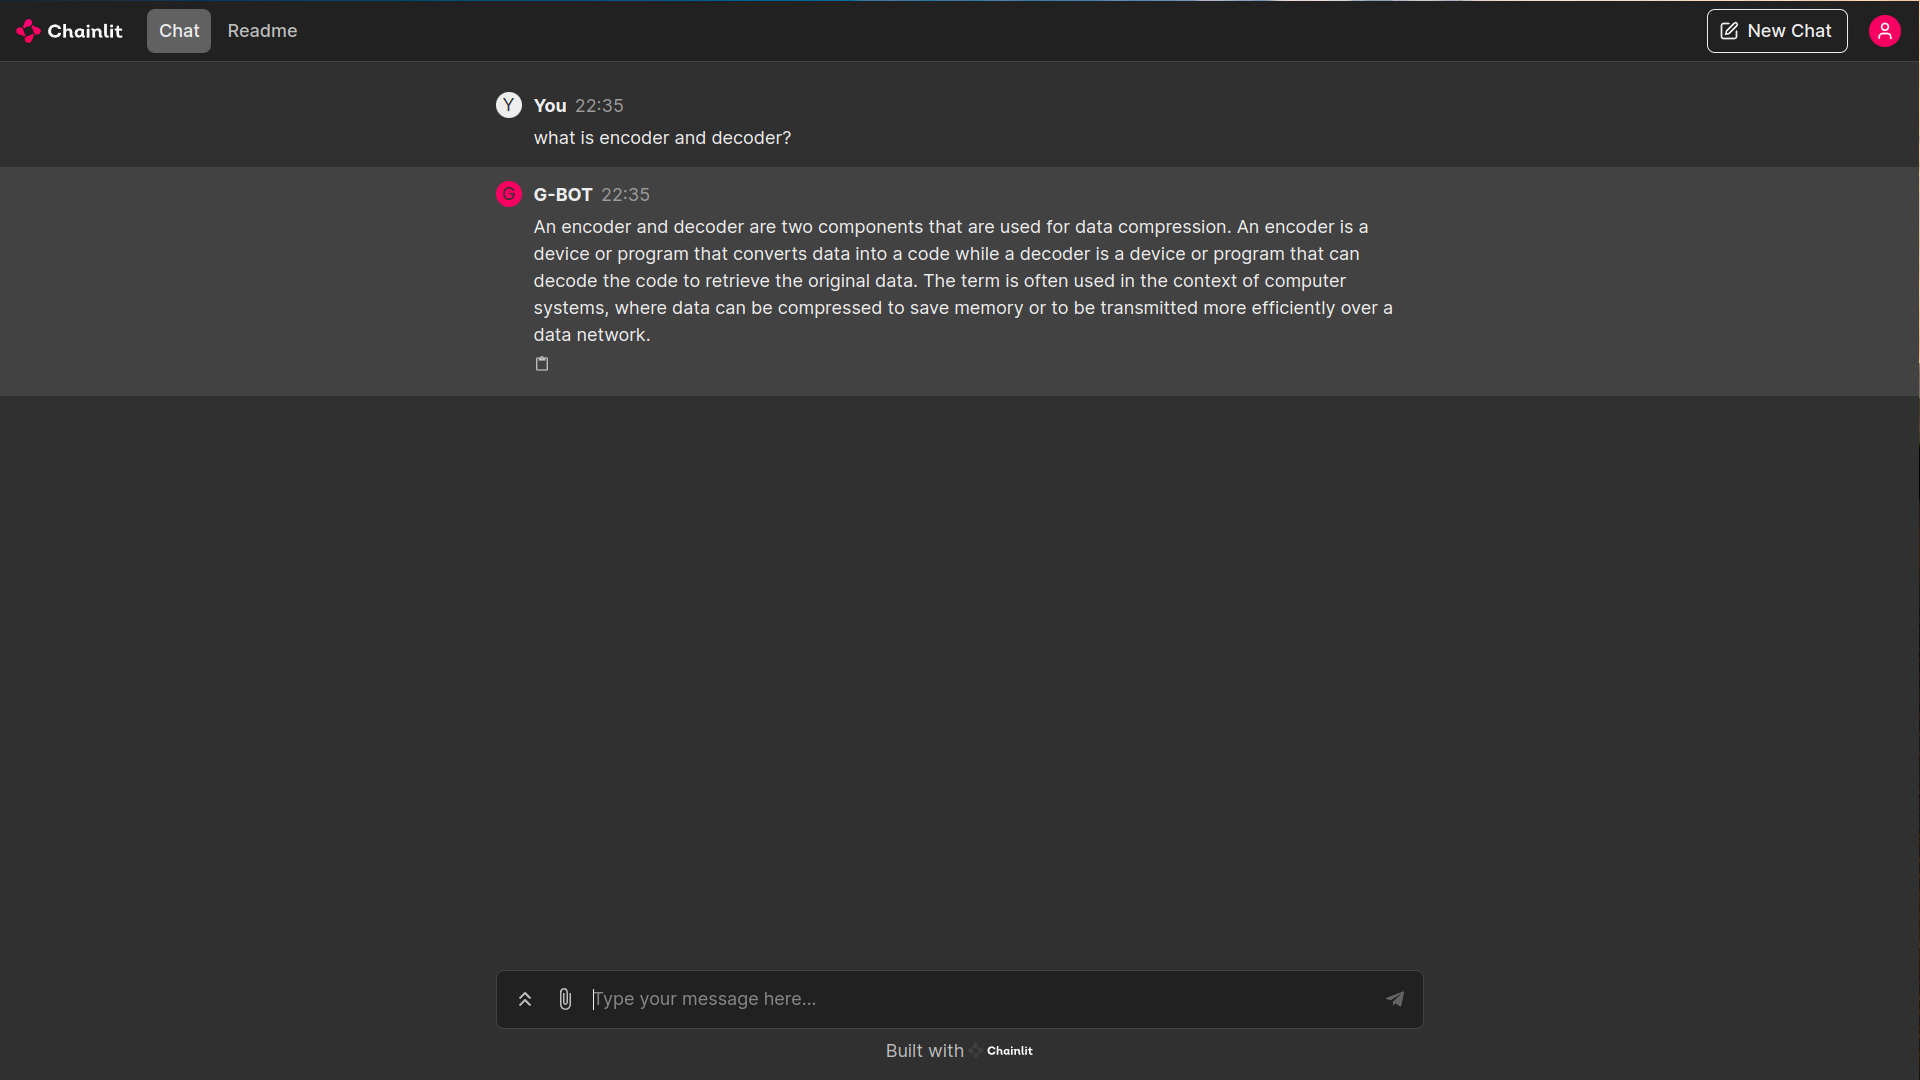 Chainlit
Chat
Readme
New Chat
Y
You 22:35
what is encoder and decoder?
G
G-BOT 22:35
An encoder and decoder are two components that are used for data compression. An encoder is a
device or program that converts data into a code while a decoder is a device or program that can
decode the code to retrieve the original data. The term is often used in the context of computer
systems, where data can be compressed to save memory or to be transmitted more efficiently over a
data network.
Type your message here...
Built with Chainlit